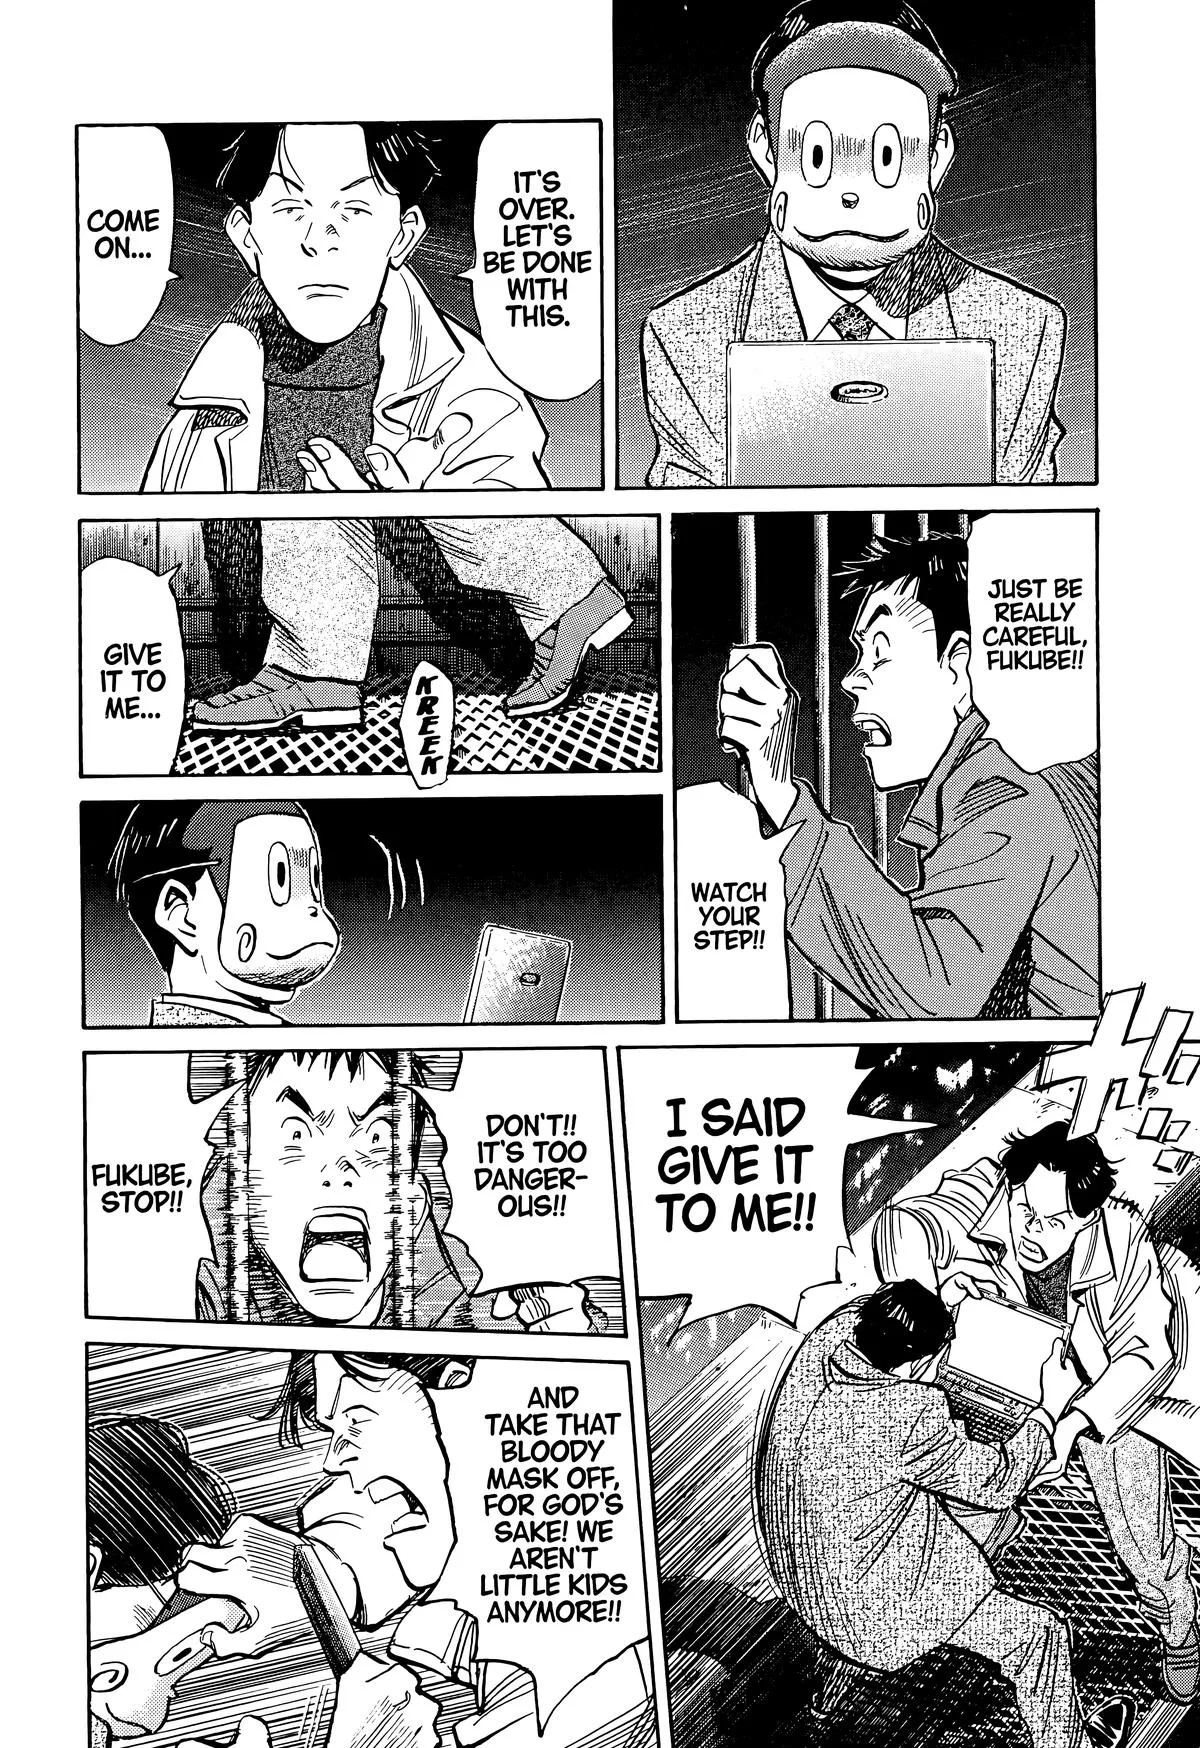 IT'S
OVER.
LET'S
BE DONE
WITH
THIS.
COME
ON...
JUST BE
REALLY
CAREFUL,
FUKUBE!!
WATCH
YOUR
STEP!!
GIVE
IT TO
ME...
KREEK
I SAID
GIVE IT
TO ME!!
DON'T!!
IT'S TOO
DANGER-
OUS!!
FUKUBE,
STOP!!
AND
TAKE THAT
BLOODY
MASK OFF,
FOR GOD'S
SAKE! WE
AREN'T
LITTLE KIDS
ANYMORE!!